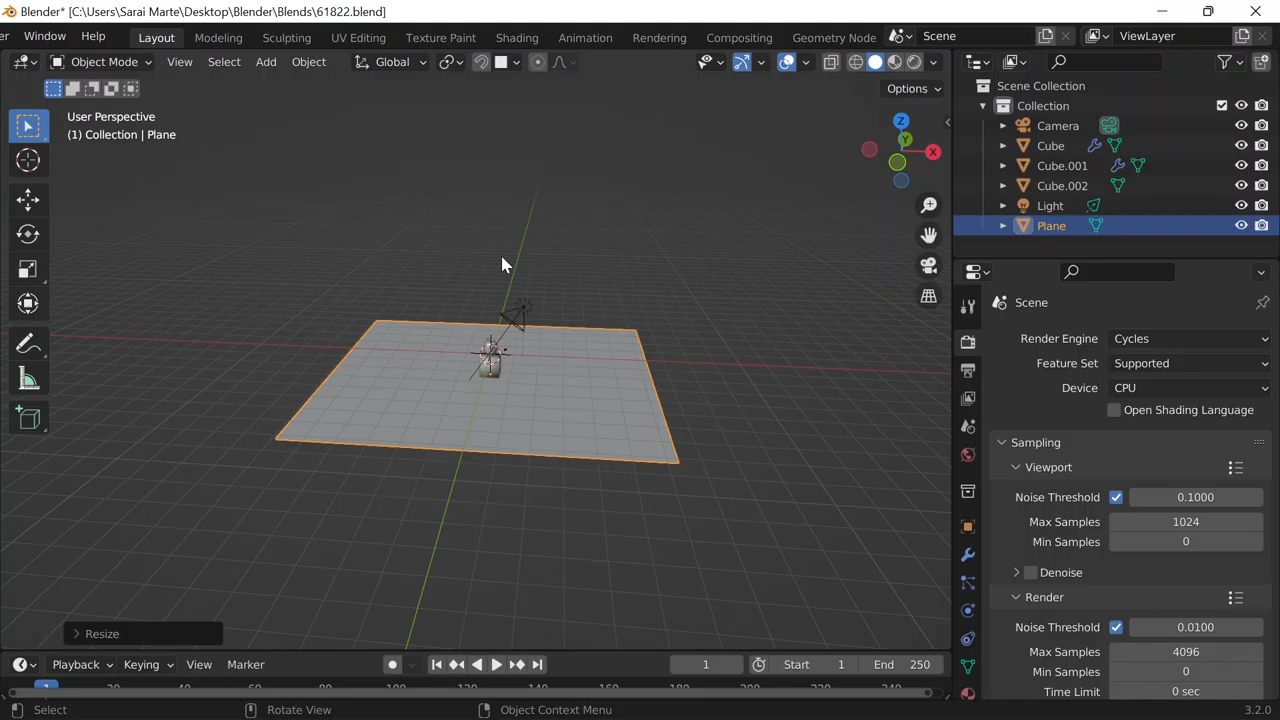 Blender* [C:\Users\Sarai Marte\Desktop\Blender\Blends\61822.blend]
er Window Help Layout Modeling Sculpting UV Editing Texture Paint Shading Animation Rendering Compositing Geometry Node Scene ViewLayer
Object Mode View Select Add Object Global
Options
User Perspective
(1) Collection | Plane
Z
Y
X
Scene Collection
Collection
Camera
Cube
Cube.001
Cube.002
Light
Plane
Scene
Render Engine Cycles
Feature Set Supported
Device CPU
Open Shading Language
Sampling
Viewport
Noise Threshold 0.1000
Max Samples 1024
Min Samples 0
Denoise
Render
Noise Threshold 0.0100
Max Samples 4096
Min Samples 0
Time Limit 0 sec
Resize
Playback Keying View Marker 1 Start 1 End 250
Select Rotate View Object Context Menu 3.2.0